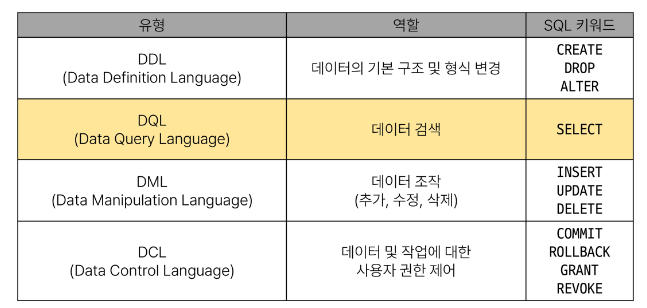 유형 역할 SQL 키워드
DDL
(Data Definition Language)
데이터의 기본 구조 및 형식 변경
CREATE
DROP
ALTER
DQL
(Data Query Language)
데이터 검색
SELECT
DML
(Data Manipulation Language)
데이터 조작
(추가, 수정, 삭제)
INSERT
UPDATE
DELETE
DCL
(Data Control Language)
데이터 및 작업에 대한
사용자 권한 제어
COMMIT
ROLLBACK
GRANT
REVOKE